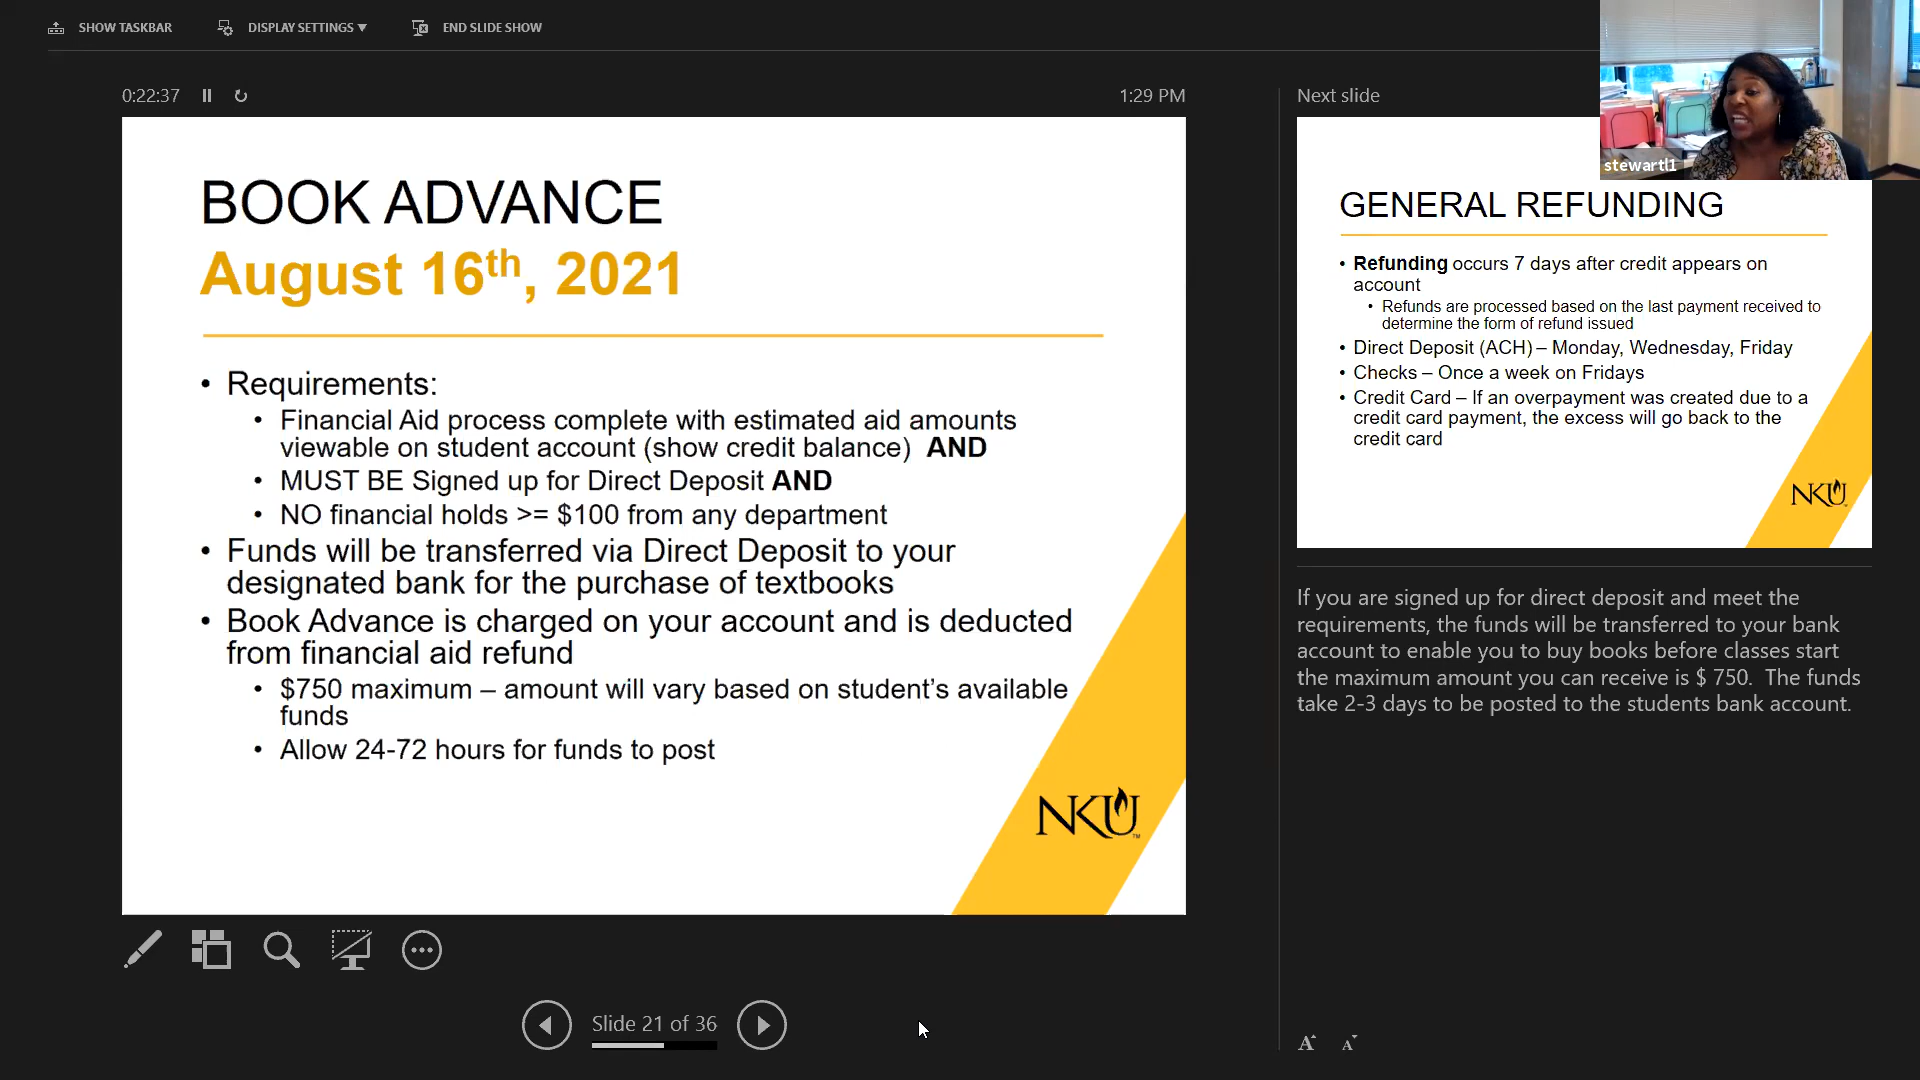 SHOW TASKBAR
DISPLAY SETTINGS ▼
END SLIDE SHOW
0:22:37
1:29 PM
BOOK ADVANCE
August 16th, 2021
• Requirements:
• Financial Aid process complete with estimated aid amounts
viewable on student account (show credit balance) AND
• MUST BE Signed up for Direct Deposit AND
• NO financial holds >= $100 from any department
• Funds will be transferred via Direct Deposit to your
designated bank for the purchase of textbooks
• Book Advance is charged on your account and is deducted
from financial aid refund
• $750 maximum – amount will vary based on student's available
funds
• Allow 24-72 hours for funds to post
NKU
TM
Slide 21 of 36
Next slide
stewartl1
GENERAL REFUNDING
• Refunding occurs 7 days after credit appears on
account
• Refunds are processed based on the last payment received to
determine the form of refund issued
• Direct Deposit (ACH) – Monday, Wednesday, Friday
• Checks – Once a week on Fridays
• Credit Card – If an overpayment was created due to a
credit card payment, the excess will go back to the
credit card
NKU
If you are signed up for direct deposit and meet the
requirements, the funds will be transferred to your bank
account to enable you to buy books before classes start
the maximum amount you can receive is $ 750.  The funds
take 2-3 days to be posted to the students bank account.
A A